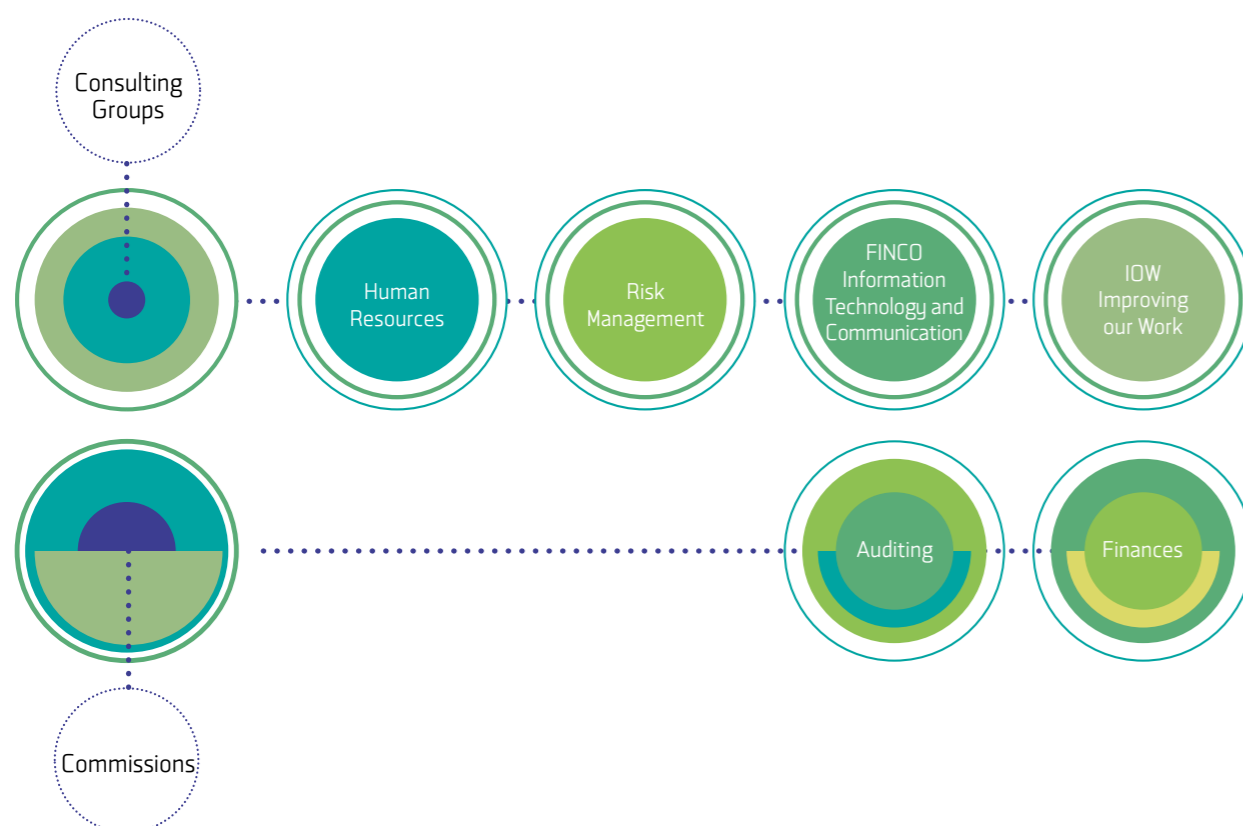 Consulting
Groups
Human
Resources
Risk
Management
FINCO
Information
Technology and
Communication
IOW
Improving
our Work
Auditing
Finances
Commissions